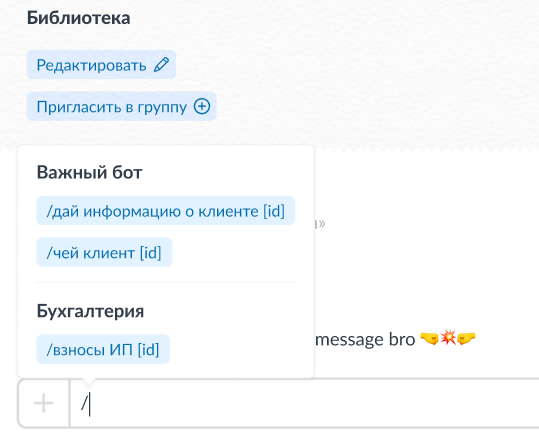 Библиотека
Редактировать
Пригласить в группу
Важный бот
/дай информацию о клиенте [id]
/чей клиент [id]
Бухгалтерия
/взносы ИП [id]
message bro 🤜💥🤛
/